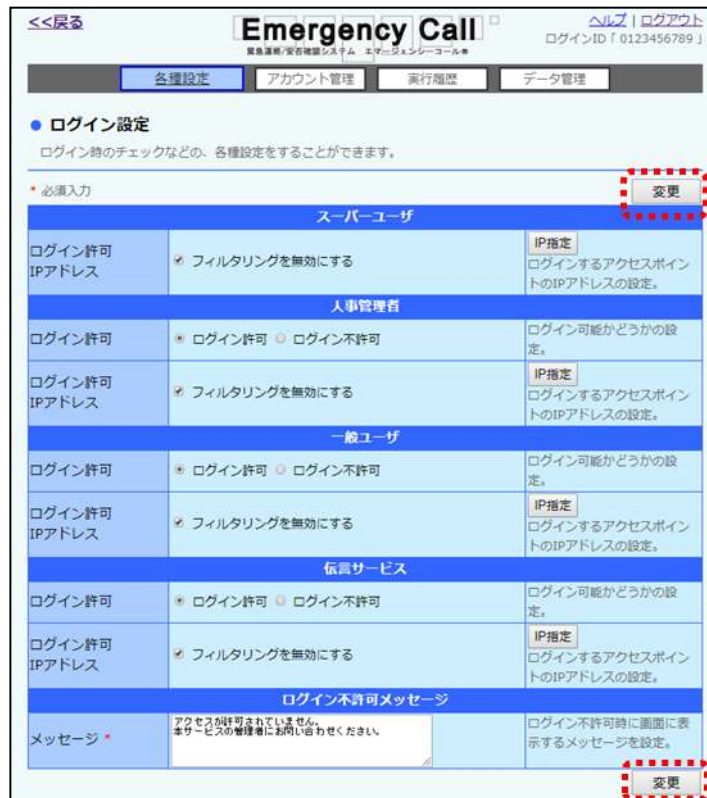 <<戻る
Emergency Call
緊急連絡/安否確認システム エマージェンシーコール®
ヘルプ | ログアウト
ログインID「 0123456789 」
各種設定 アカウント管理 実行履歴 データ管理
● ログイン設定
ログイン時のチェックなどの、各種設定をすることができます。
* 必須入力
変更
スーパーユーザ
ログイン許可
IPアドレス
フィルタリングを無効にする
IP指定
ログインするアクセスポイン
トのIPアドレスの設定。
人事管理者
ログイン許可
ログイン許可 ログイン不許可
ログイン可能かどうかの設
定。
ログイン許可
IPアドレス
フィルタリングを無効にする
IP指定
ログインするアクセスポイン
トのIPアドレスの設定。
一般ユーザ
ログイン許可
ログイン許可 ログイン不許可
ログイン可能かどうかの設
定。
ログイン許可
IPアドレス
フィルタリングを無効にする
IP指定
ログインするアクセスポイン
トのIPアドレスの設定。
伝言サービス
ログイン許可
ログイン許可 ログイン不許可
ログイン可能かどうかの設
定。
ログイン許可
IPアドレス
フィルタリングを無効にする
IP指定
ログインするアクセスポイン
トのIPアドレスの設定。
ログイン不許可メッセージ
メッセージ *
アクセスが許可されていません。
本サービスの管理者にお問い合わせください。
ログイン不許可時に画面に表
示するメッセージを設定。
変更